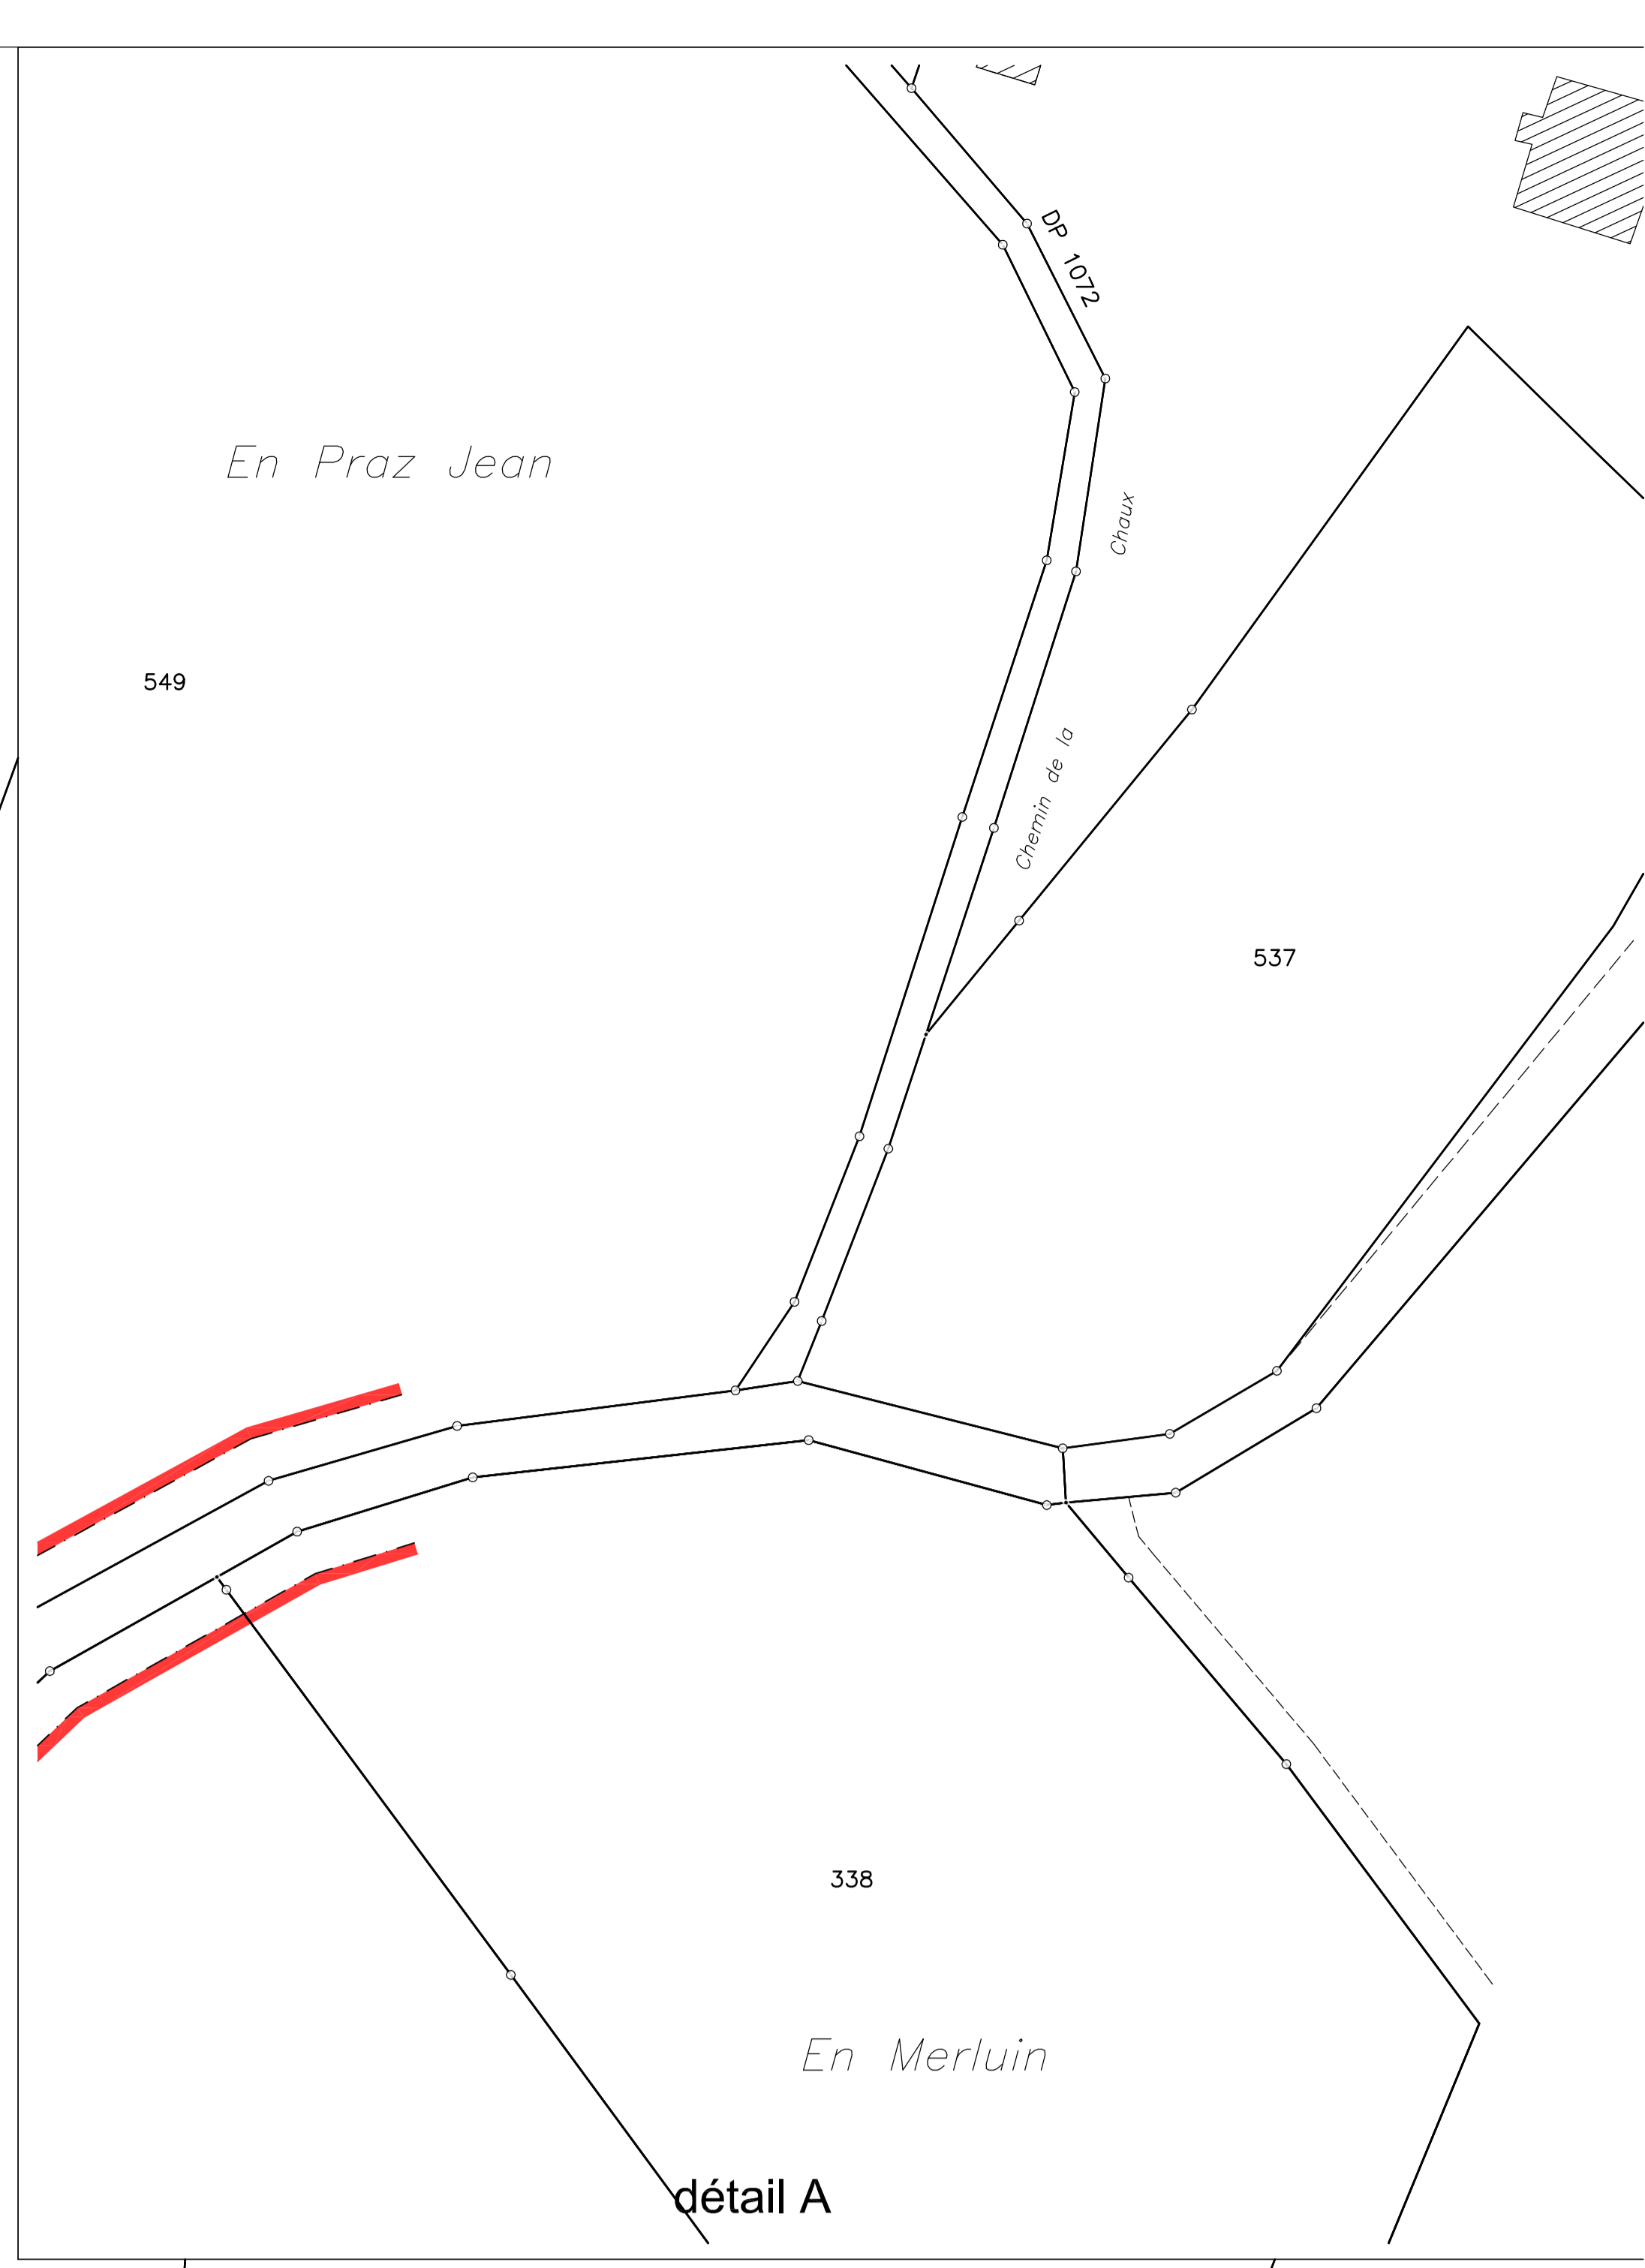 DP 1072
En Praz Jean
Chaux
549
Chemin de la
537
338
En Merluin
détail A